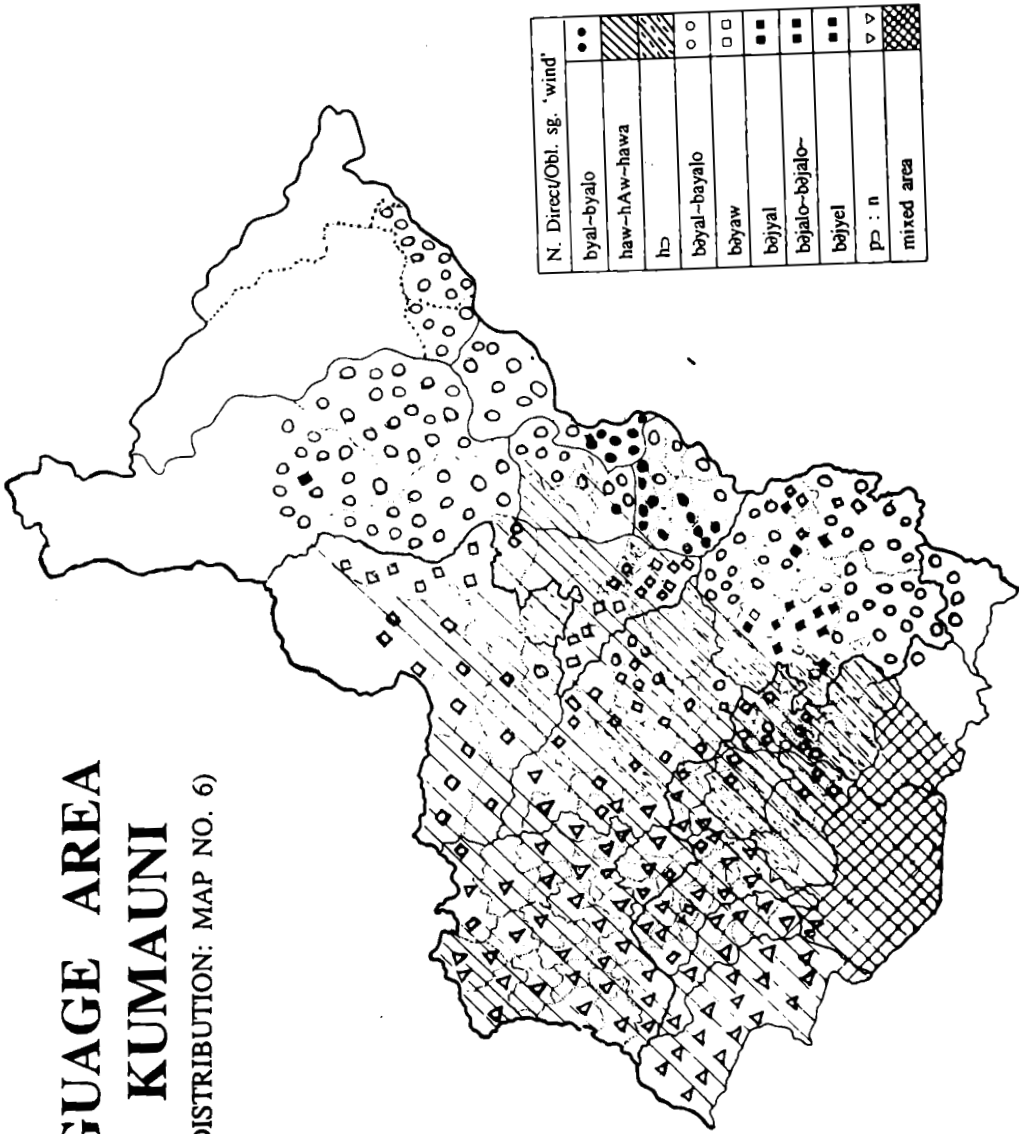 GUAGE AREA
KUMAUNI
DISTRIBUTION: MAP NO. 6)
N. Direct/Obl. sg. 'wind'
byal~byalo
haw~hAw~hawa
hɔ
bəyal~bayalo
bəyaw
bəjyal
bəjalo~bəjalo~
bəjyel
pɔ : n
mixed area